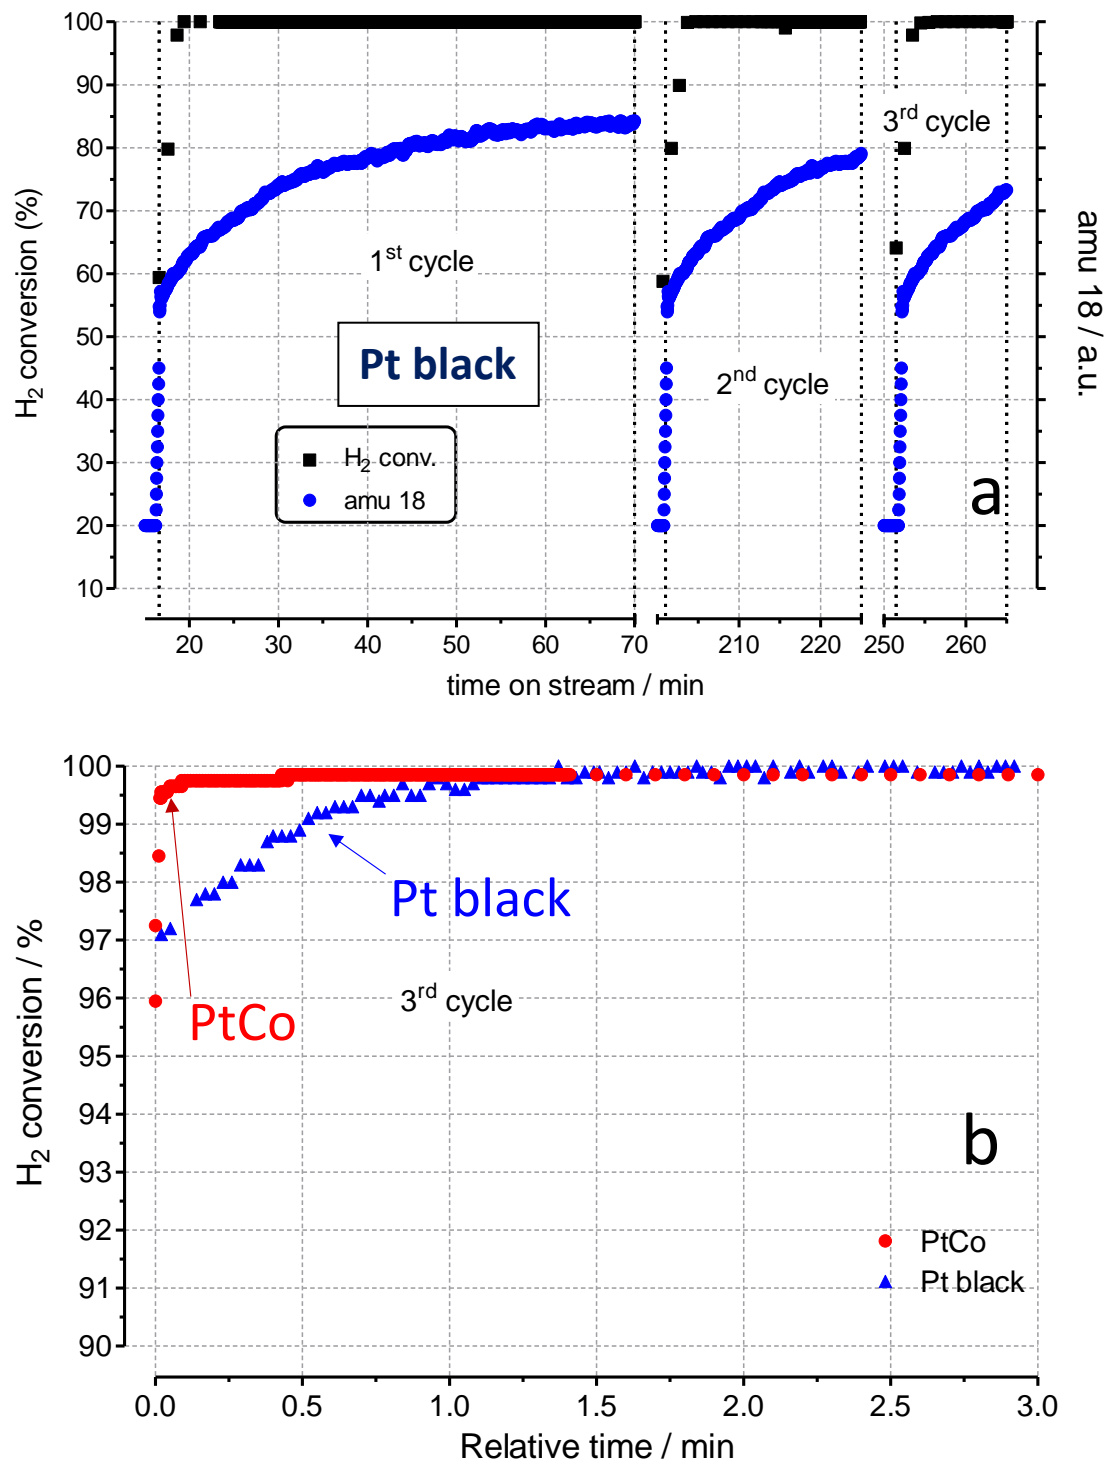 100
90
80
70
60
50
40
30
20
10
H₂ conversion (%)
amu 18 / a.u.
3ʳᵈ cycle
1ˢᵗ cycle
Pt black
2ⁿᵈ cycle
H₂ conv.
amu 18
a
20 30 40 50 60 70 210 220 250 260
time on stream / min
100
99
98
97
96
95
94
93
92
91
90
H₂ conversion / %
Pt black
3ʳᵈ cycle
PtCo
b
PtCo
Pt black
0.0 0.5 1.0 1.5 2.0 2.5 3.0
Relative time / min